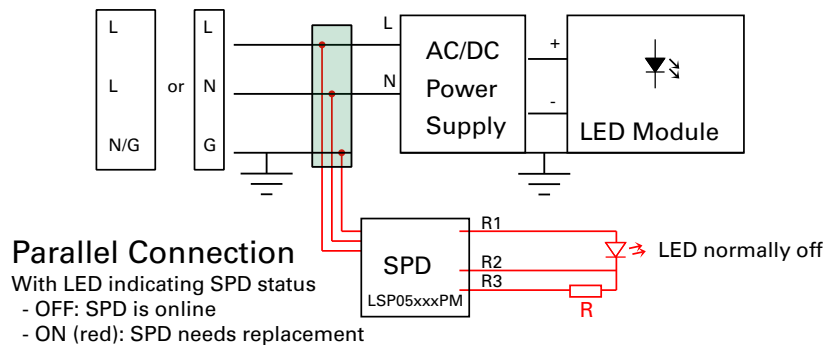 L
L
N/G
or
L
N
G
L
N
AC/DC
Power
Supply
+
-
LED Module
SPD
LSP05xxxPM
R1
R2
R3
R
LED normally off
Parallel Connection
With LED indicating SPD status
- OFF: SPD is online
- ON (red): SPD needs replacement